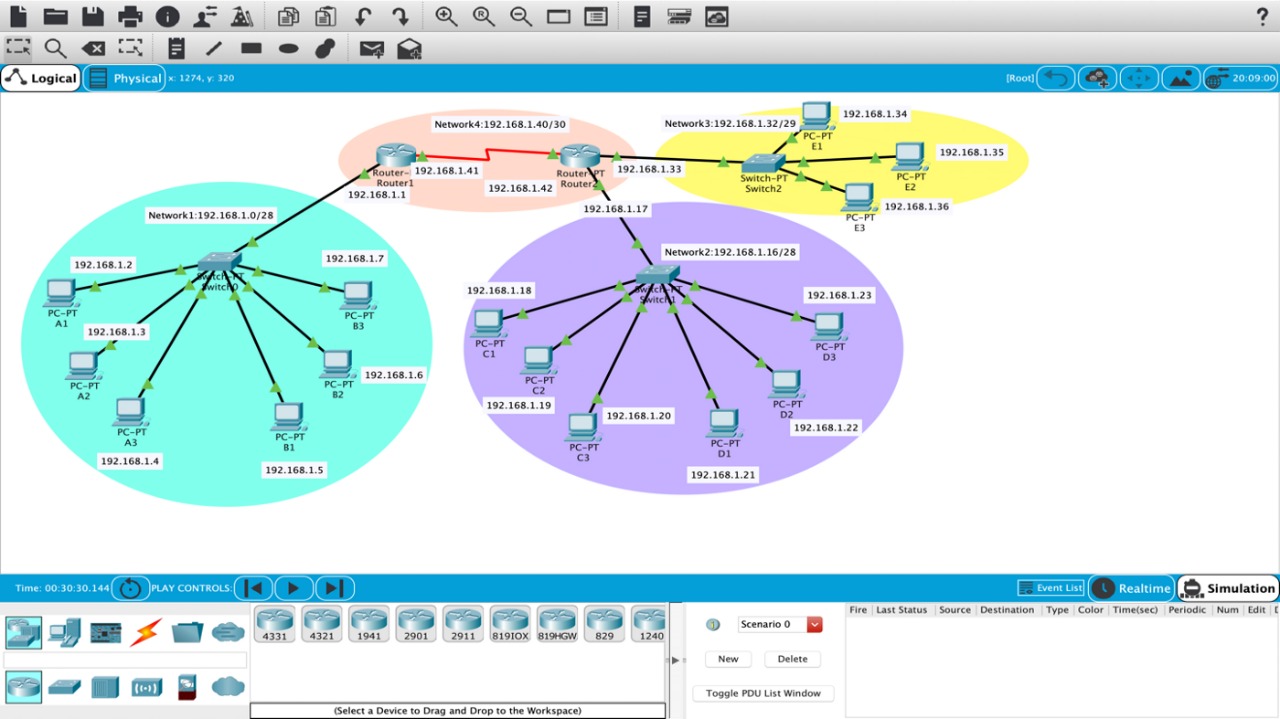 ?
Logical
Physical
x: 1274, y: 320
[Root]
20:09:00
Network4:192.168.1.40/30
Network3:192.168.1.32/29
192.168.1.34
PC-PT
E1
192.168.1.35
PC-PT
E2
192.168.1.36
PC-PT
E3
Switch-PT
Switch2
192.168.1.33
Router-PT
192.168.1.42
192.168.1.41
Router1
192.168.1.1
192.168.1.17
Network1:192.168.1.0/28
192.168.1.2
PC-PT
A1
192.168.1.3
PC-PT
A2
PC-PT
A3
192.168.1.4
Switch-PT
Switch0
192.168.1.7
PC-PT
B3
PC-PT
B2
192.168.1.6
PC-PT
B1
192.168.1.5
Network2:192.168.1.16/28
Switch-PT
Switch1
192.168.1.18
PC-PT
C1
PC-PT
C2
192.168.1.19
192.168.1.20
PC-PT
C3
PC-PT
D1
192.168.1.21
PC-PT
D2
192.168.1.22
192.168.1.23
PC-PT
D3
Time: 00:30:30.144
PLAY CONTROLS:
Event List
Realtime
Simulation
4331
4321
1941
2901
2911
819IOX
819HGW
829
1240
(Select a Device to Drag and Drop to the Workspace)
Scenario 0
New
Delete
Toggle PDU List Window
Fire Last Status Source Destination Type Color Time(sec) Periodic Num Edit